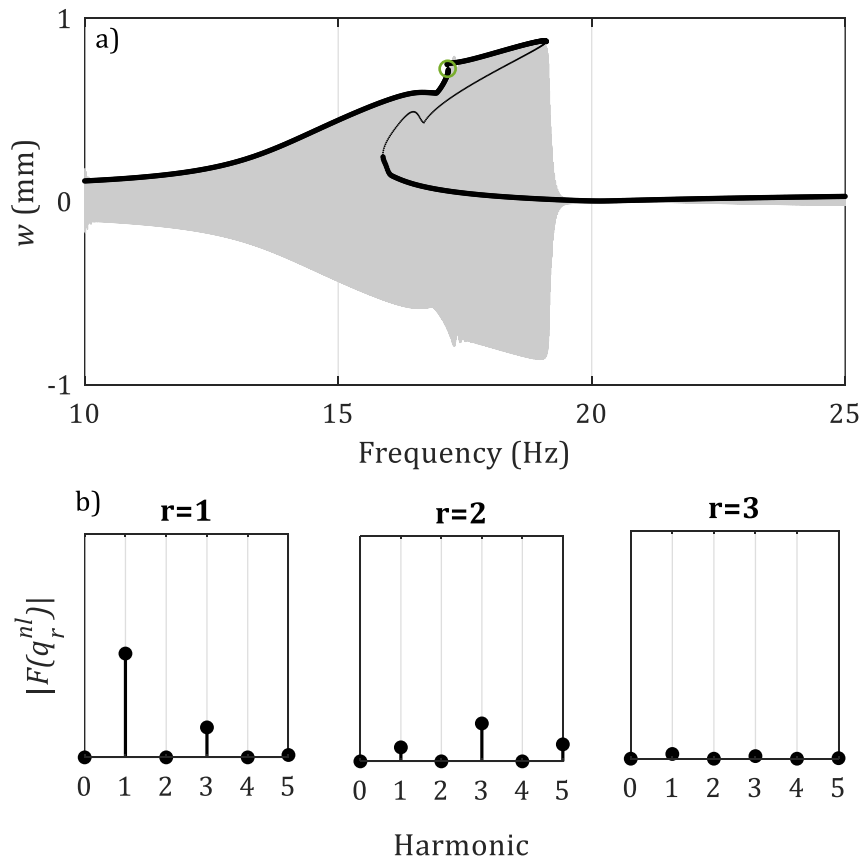 a)
1
0
-1
w (mm)
10 15 20 25
Frequency (Hz)
b)
r=1 r=2 r=3
|F(q_r^{nl})|
0 1 2 3 4 5 0 1 2 3 4 5 0 1 2 3 4 5
Harmonic